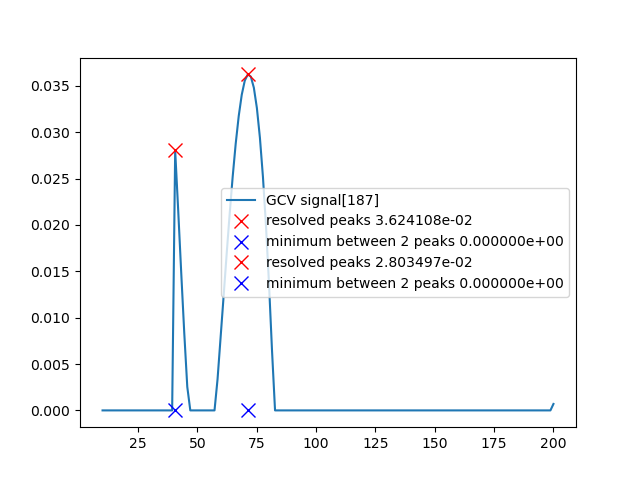 0.035
0.030
0.025
0.020
0.015
0.010
0.005
0.000
GCV signal[187]
resolved peaks 3.624108e-02
minimum between 2 peaks 0.000000e+00
resolved peaks 2.803497e-02
minimum between 2 peaks 0.000000e+00
25 50 75 100 125 150 175 200